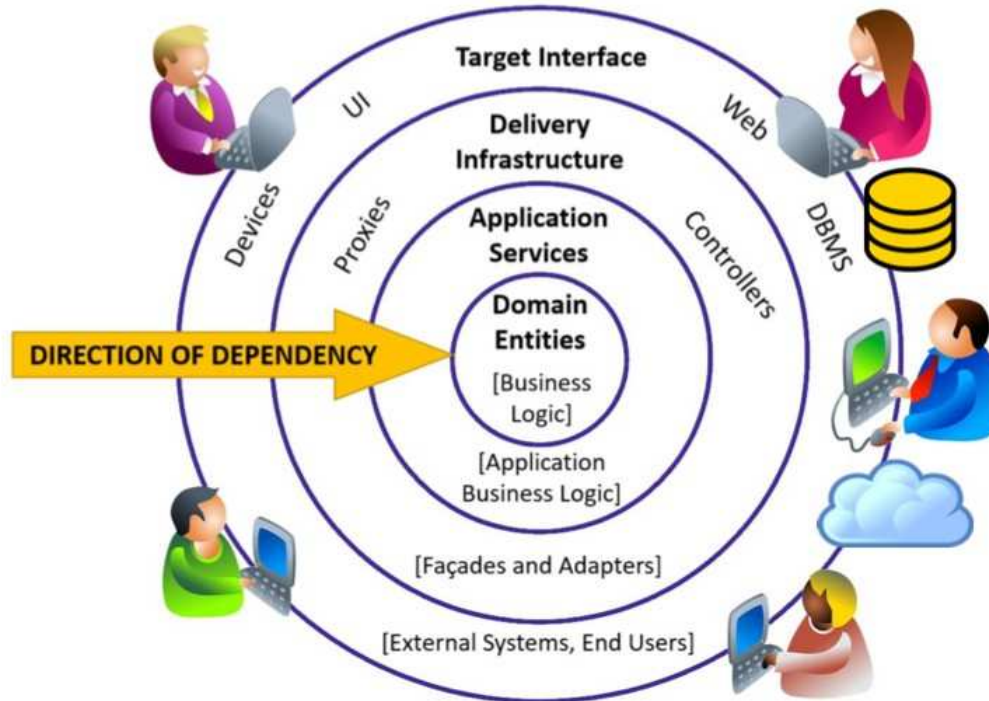 Target Interface
UI
Web
Delivery
Infrastructure
Devices
Proxies
Controllers
DBMS
Application
Services
Domain
Entities
DIRECTION OF DEPENDENCY
[Business
Logic]
[Application
Business Logic]
[Façades and Adapters]
[External Systems, End Users]